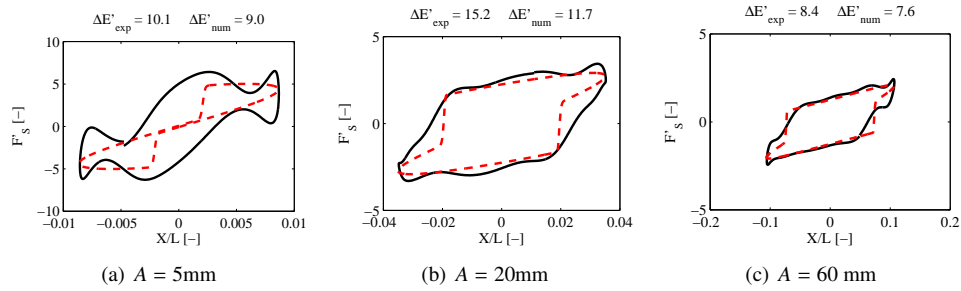 ΔE'exp = 10.1 ΔE'num = 9.0
10
5
0
−5
−10
F's [−]
−0.01 −0.005 0 0.005 0.01
X/L [−]
(a) A = 5mm
ΔE'exp = 15.2 ΔE'num = 11.7
5
0
−5
F's [−]
−0.04 −0.02 0 0.02 0.04
X/L [−]
(b) A = 20mm
ΔE'exp = 8.4 ΔE'num = 7.6
5
0
−5
F's [−]
−0.2 −0.1 0 0.1 0.2
X/L [−]
(c) A = 60 mm